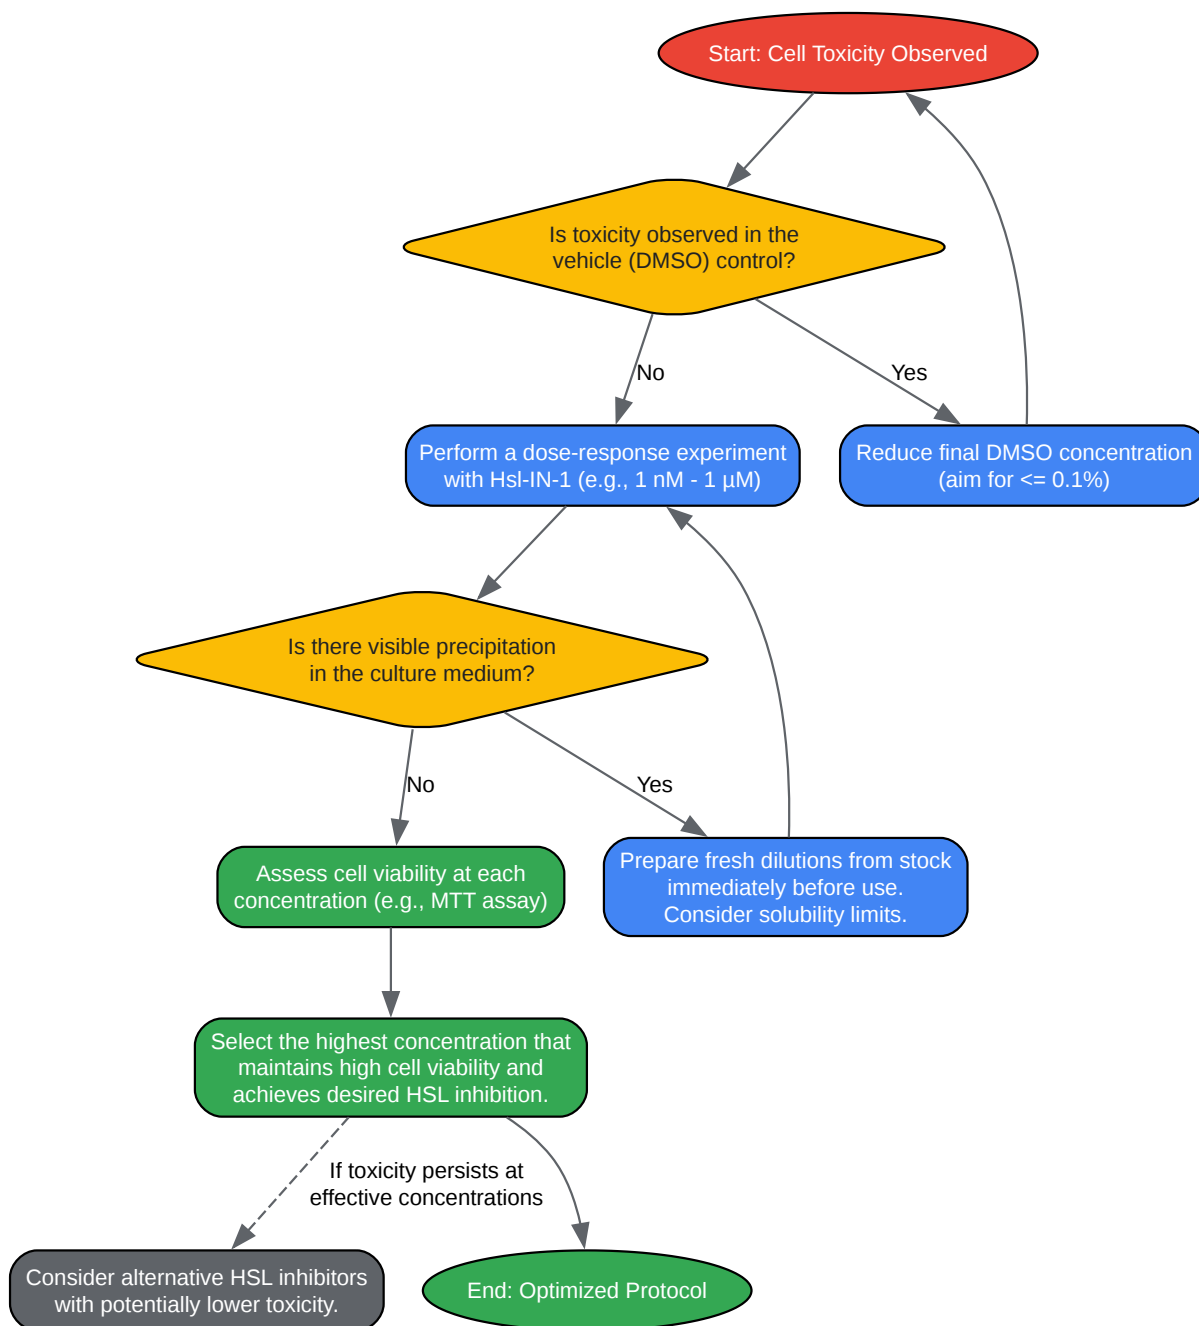 Start: Cell Toxicity Observed
Is toxicity observed in the
vehicle (DMSO) control?
No
Yes
Perform a dose-response experiment
with Hsl-IN-1 (e.g., 1 nM - 1 µM)
Reduce final DMSO concentration
(aim for <= 0.1%)
Is there visible precipitation
in the culture medium?
No
Yes
Assess cell viability at each
concentration (e.g., MTT assay)
Prepare fresh dilutions from stock
immediately before use.
Consider solubility limits.
Select the highest concentration that
maintains high cell viability and
achieves desired HSL inhibition.
If toxicity persists at
effective concentrations
Consider alternative HSL inhibitors
with potentially lower toxicity.
End: Optimized Protocol